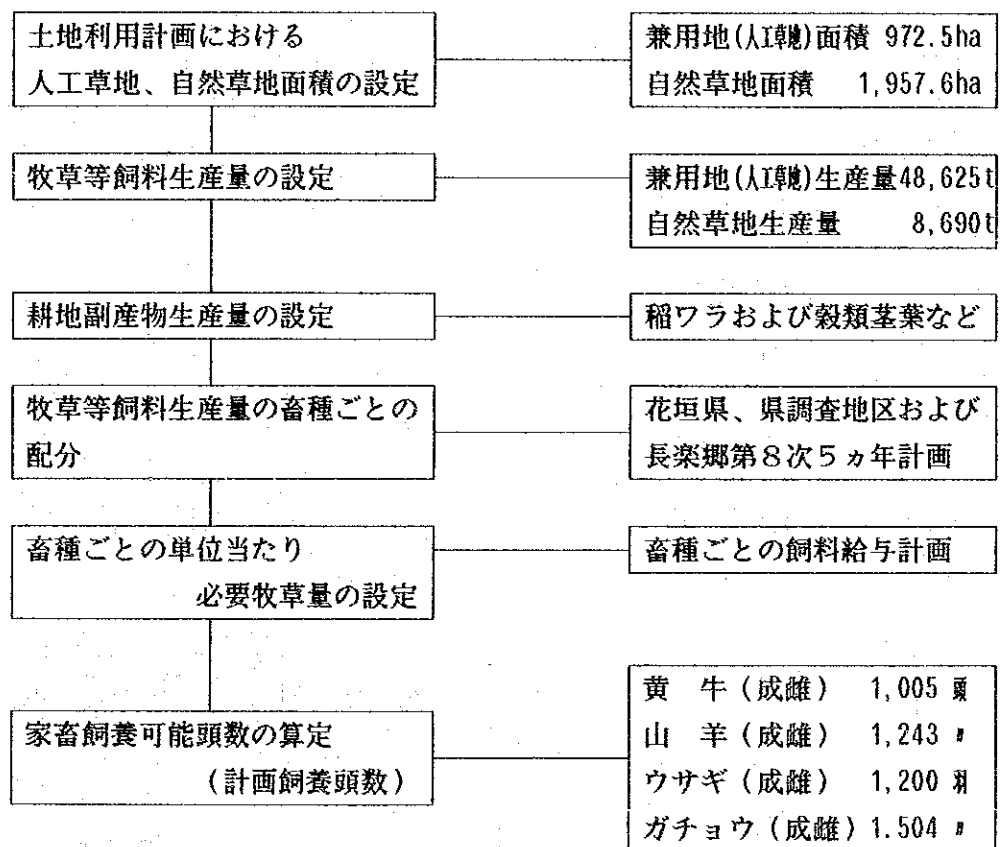 土地利用計画における
人工草地、自然草地面積の設定
兼用地(人工草地)面積 972.5ha
自然草地面積 1,957.6ha
牧草等飼料生産量の設定
兼用地(人工草地)生産量48,625t
自然草地生産量 8,690t
耕地副産物生産量の設定
稲ワラおよび穀類茎葉など
牧草等飼料生産量の畜種ごとの
配分
花垣県、県調査地区および
長楽郷第8次5ヵ年計画
畜種ごとの単位当たり
必要牧草量の設定
畜種ごとの飼料給与計画
家畜飼養可能頭数の算定
(計画飼養頭数)
黄 牛(成雌) 1,005 頭
山 羊(成雌) 1,243 〃
ウサギ(成雌) 1,200 羽
ガチョウ(成雌) 1.504 〃